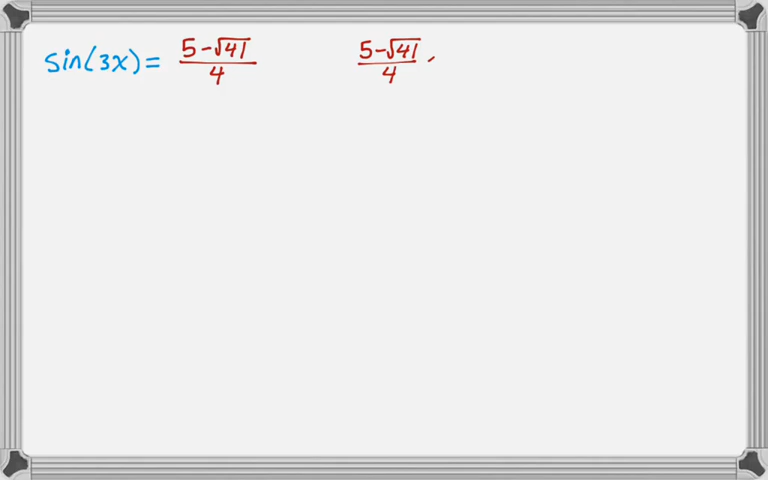 sin(3x) = (5-√41)/4 (5-√41)/4